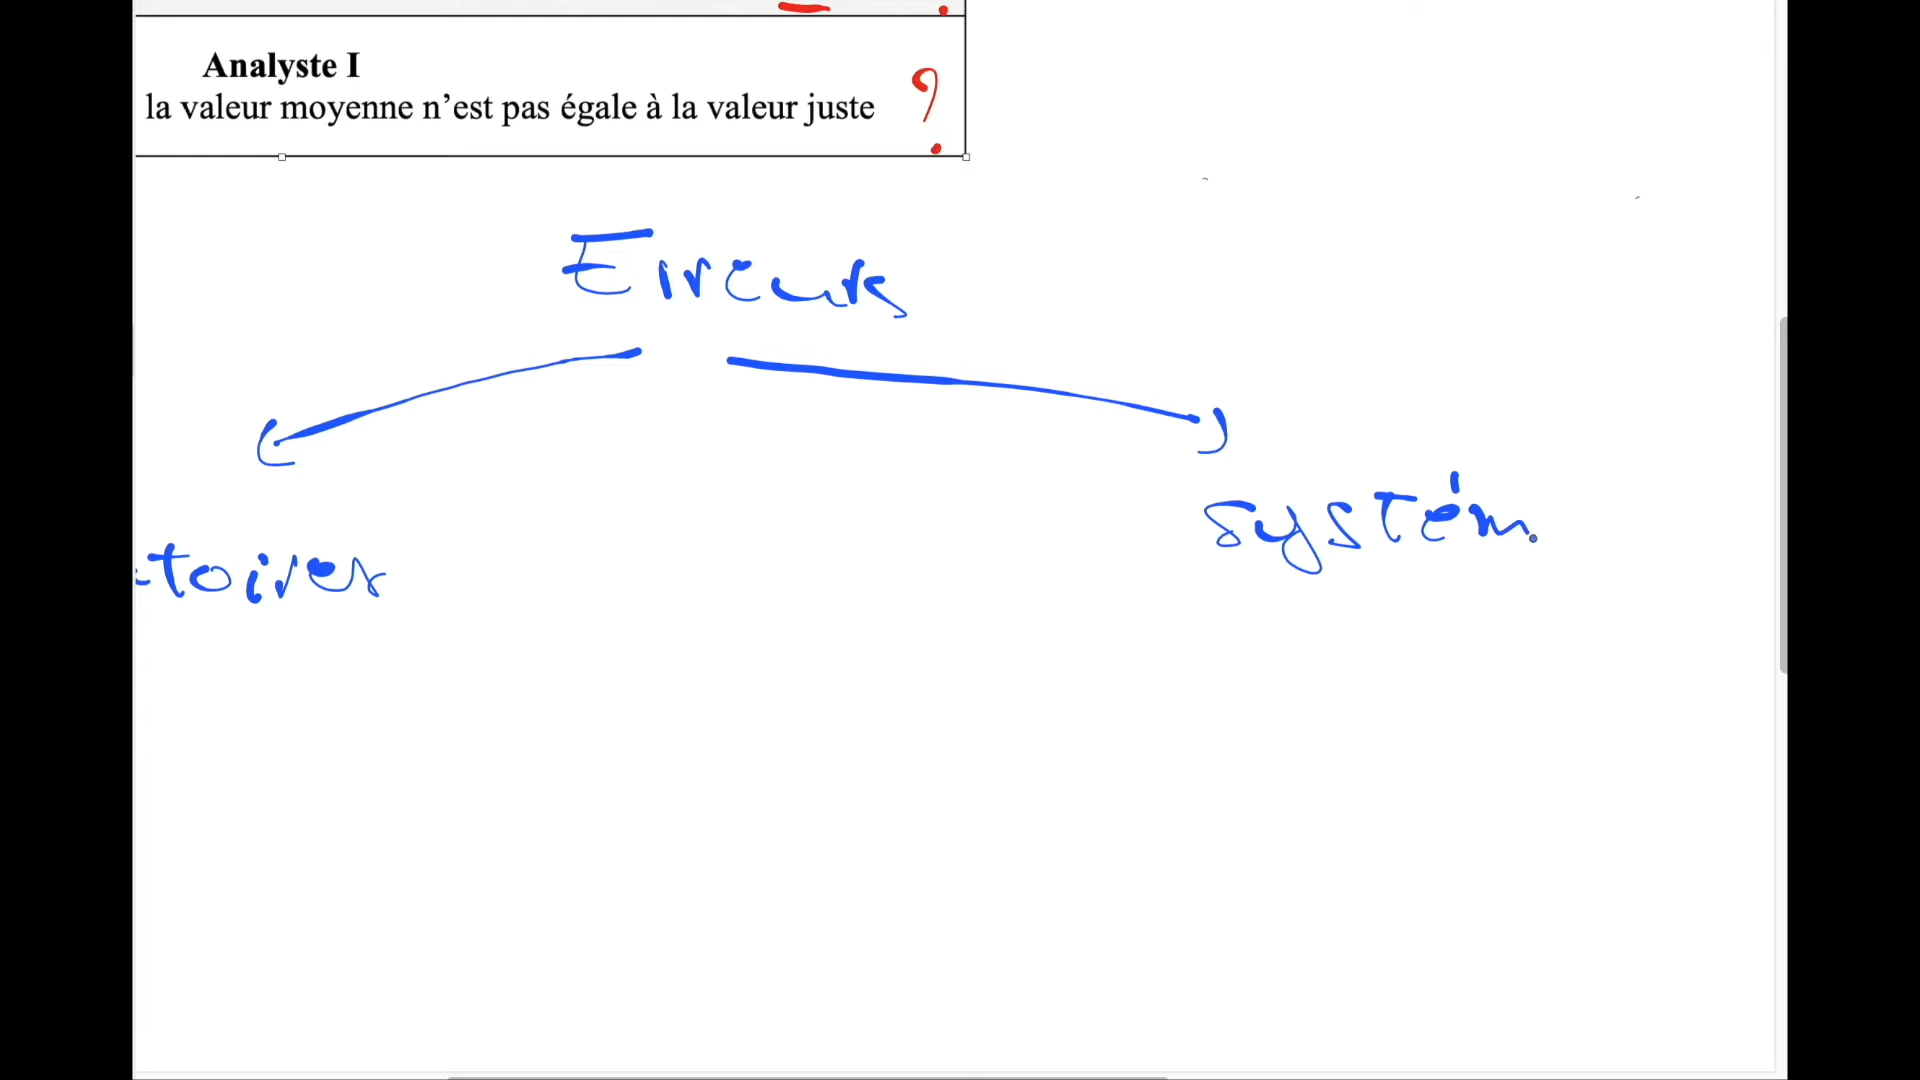 Analyste I
la valeur moyenne n’est pas égale à la valeur juste ?
Erreurs
systém
toires